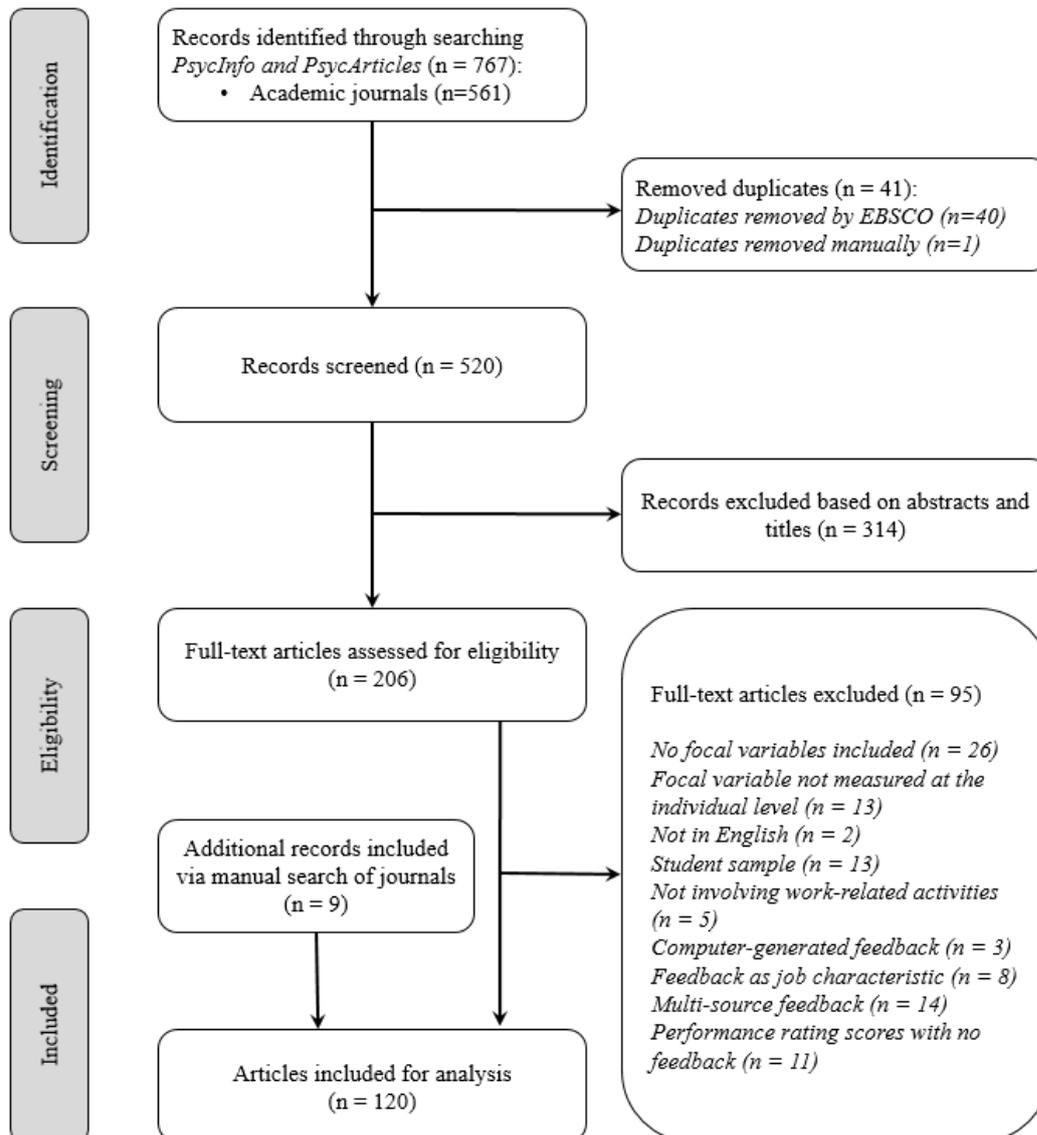 Identification
Records identified through searching
PsycInfo and PsycArticles (n = 767):
• Academic journals (n=561)
Removed duplicates (n = 41):
Duplicates removed by EBSCO (n=40)
Duplicates removed manually (n=1)
Screening
Records screened (n = 520)
Records excluded based on abstracts and
titles (n = 314)
Eligibility
Full-text articles assessed for eligibility
(n = 206)
Full-text articles excluded (n = 95)
No focal variables included (n = 26)
Focal variable not measured at the
individual level (n = 13)
Not in English (n = 2)
Student sample (n = 13)
Not involving work-related activities
(n = 5)
Computer-generated feedback (n = 3)
Feedback as job characteristic (n = 8)
Multi-source feedback (n = 14)
Performance rating scores with no
feedback (n = 11)
Additional records included
via manual search of journals
(n = 9)
Included
Articles included for analysis
(n = 120)